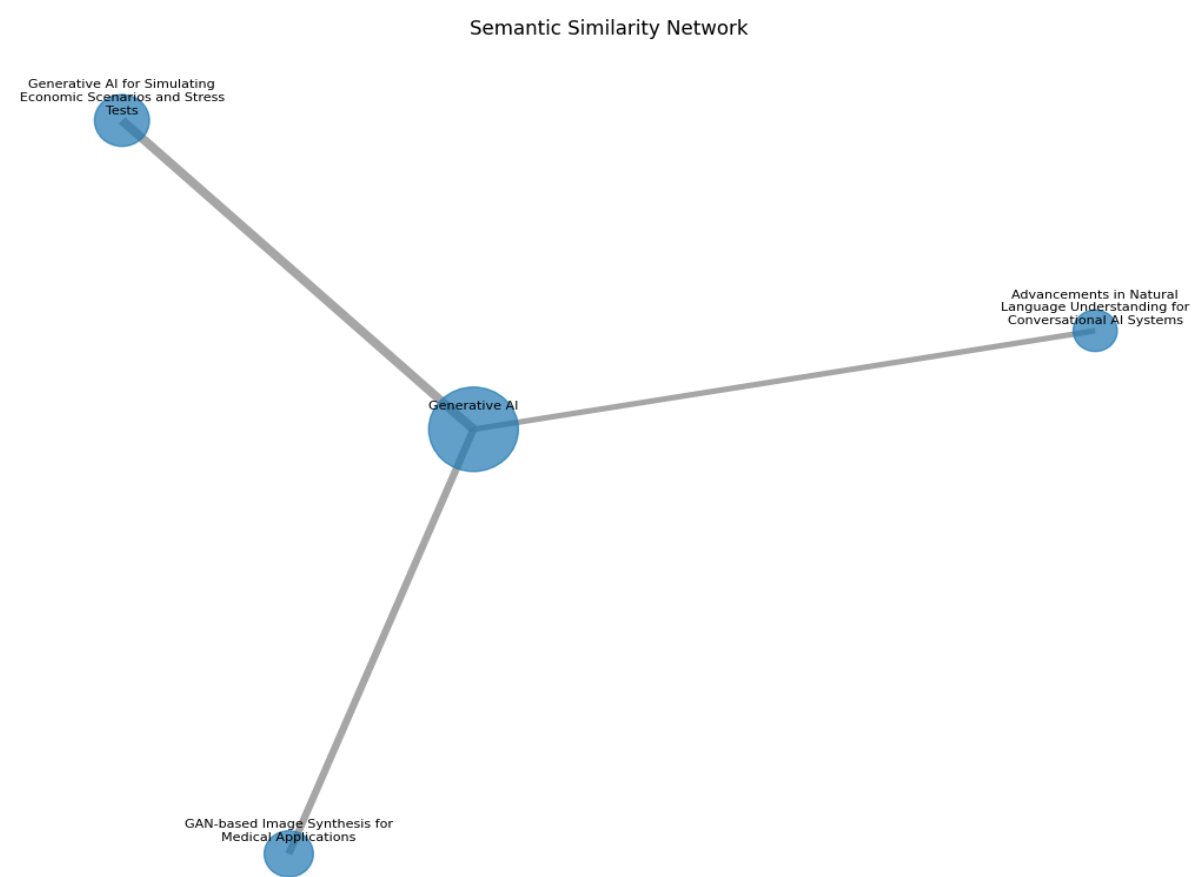 Semantic Similarity Network
Generative AI for Simulating
Economic Scenarios and Stress
Tests
Advancements in Natural
Language Understanding for
Conversational AI Systems
Generative AI
GAN-based Image Synthesis for
Medical Applications